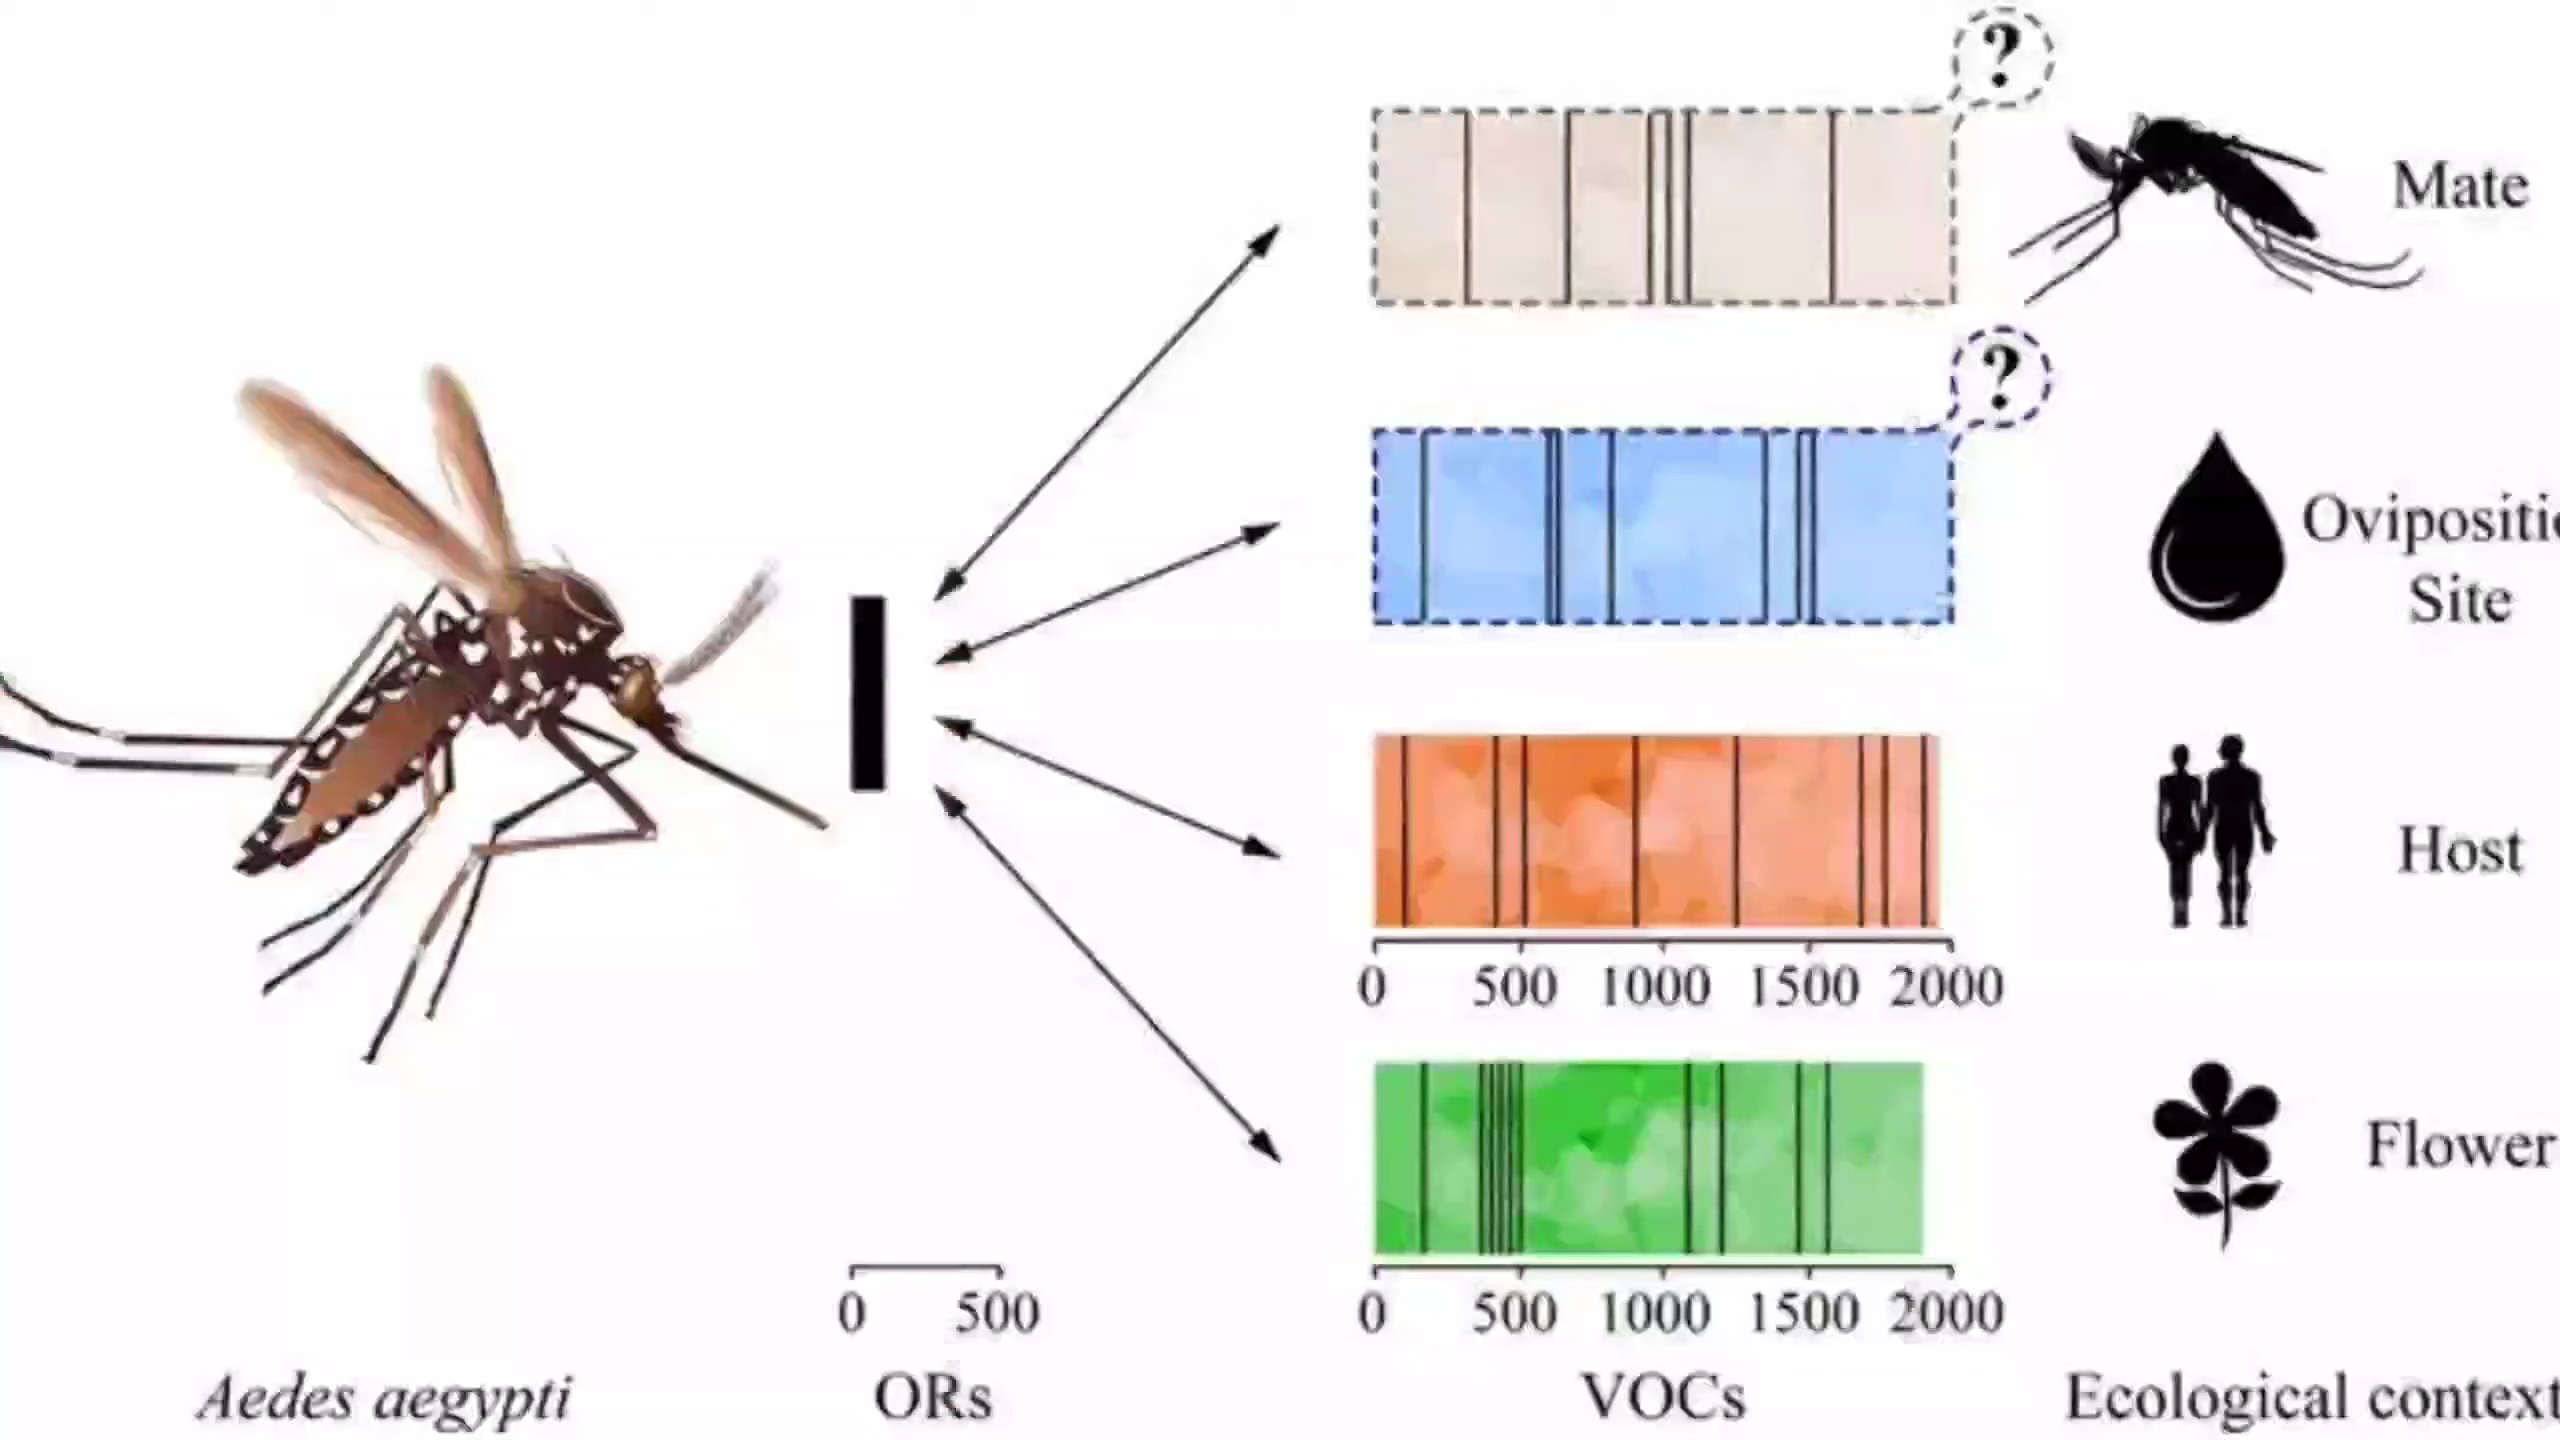 ?
Mate
?
Ovipositi
Site
Host
0 500 1000 1500 2000
Flower
0 500
0 500 1000 1500 2000
Aedes aegypti
ORs
VOCs
Ecological context